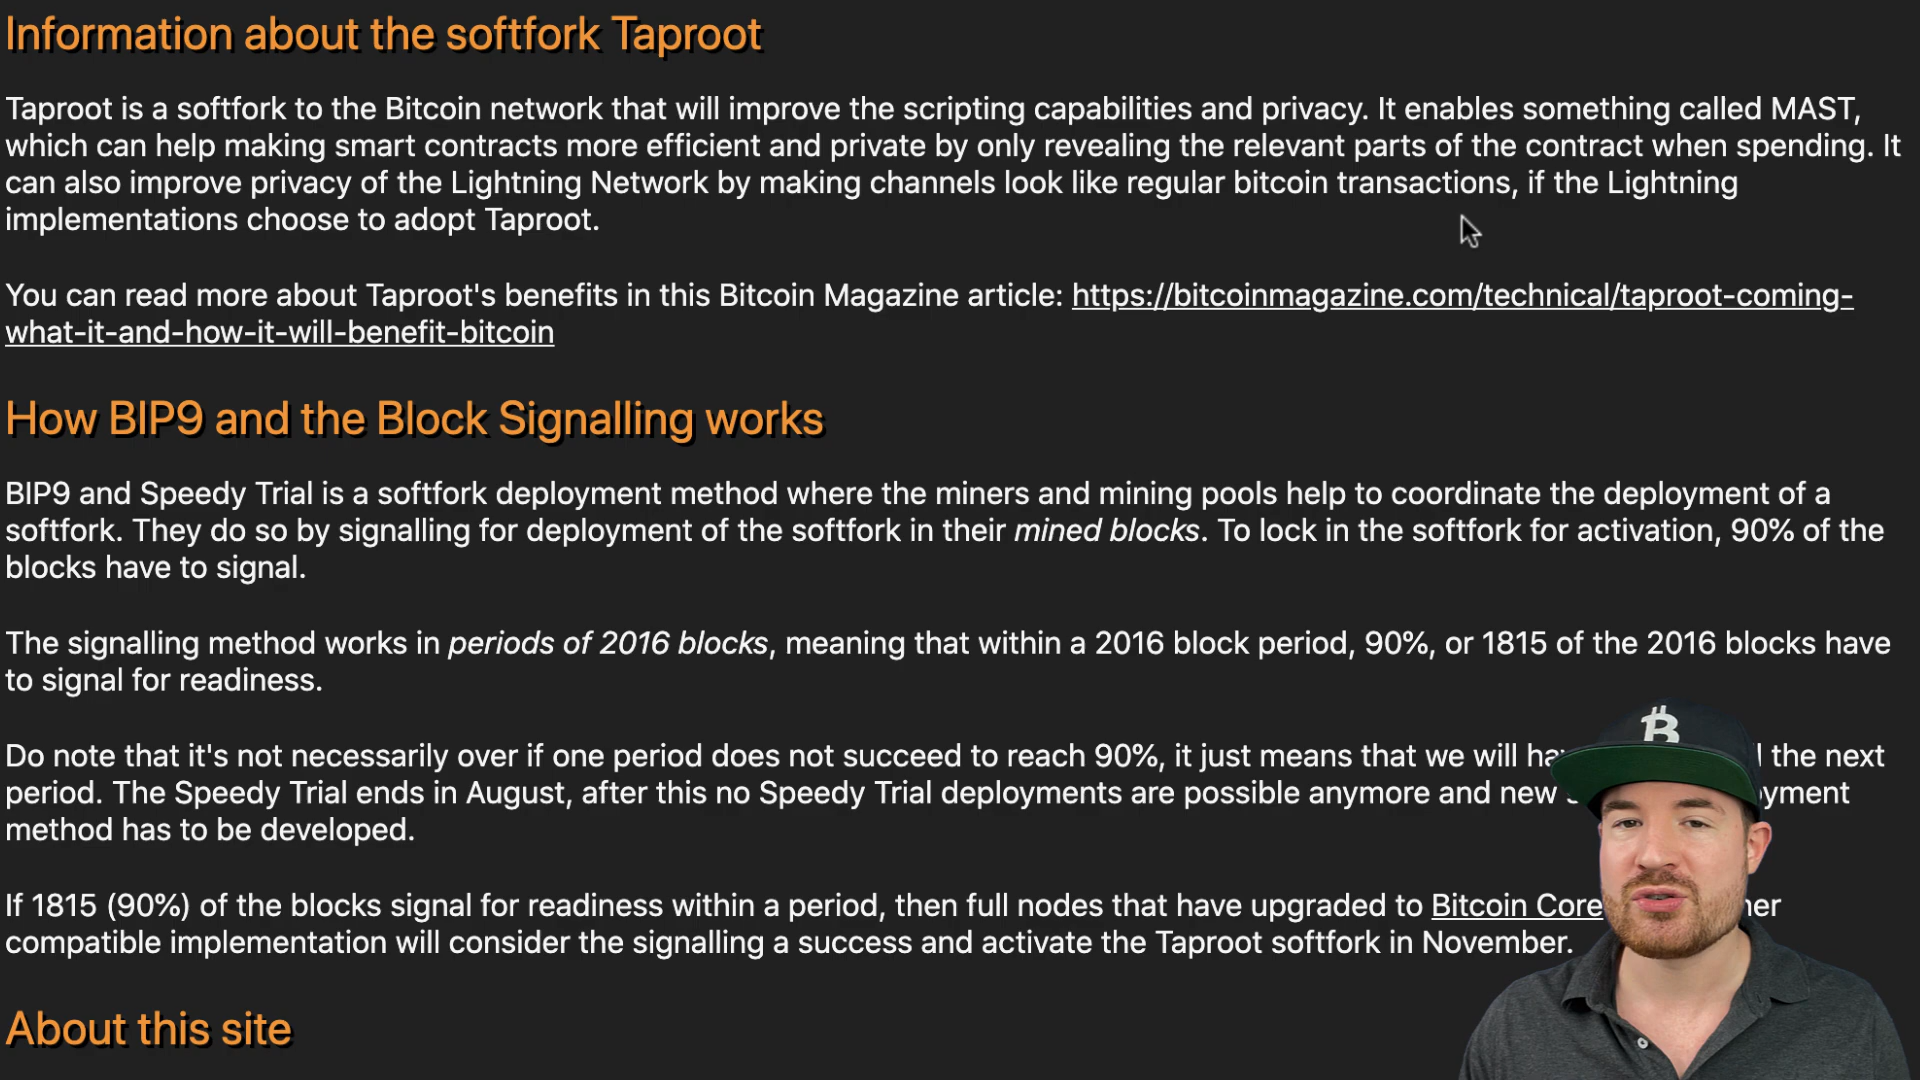 Information about the softfork Taproot
Taproot is a softfork to the Bitcoin network that will improve the scripting capabilities and privacy. It enables something called MAST,
which can help making smart contracts more efficient and private by only revealing the relevant parts of the contract when spending. It
can also improve privacy of the Lightning Network by making channels look like regular bitcoin transactions, if the Lightning
implementations choose to adopt Taproot.
You can read more about Taproot's benefits in this Bitcoin Magazine article: https://bitcoinmagazine.com/technical/taproot-coming-
what-it-and-how-it-will-benefit-bitcoin
How BIP9 and the Block Signalling works
BIP9 and Speedy Trial is a softfork deployment method where the miners and mining pools help to coordinate the deployment of a
softfork. They do so by signalling for deployment of the softfork in their mined blocks. To lock in the softfork for activation, 90% of the
blocks have to signal.
The signalling method works in periods of 2016 blocks, meaning that within a 2016 block period, 90%, or 1815 of the 2016 blocks have
to signal for readiness.
Do note that it's not necessarily over if one period does not succeed to reach 90%, it just means that we will the next
period. The Speedy Trial ends in August, after this no Speedy Trial deployments are possible anymore and new
method has to be developed.
If 1815 (90%) of the blocks signal for readiness within a period, then full nodes that have upgraded to Bitcoin Core
compatible implementation will consider the signalling a success and activate the Taproot softfork in November.
About this site